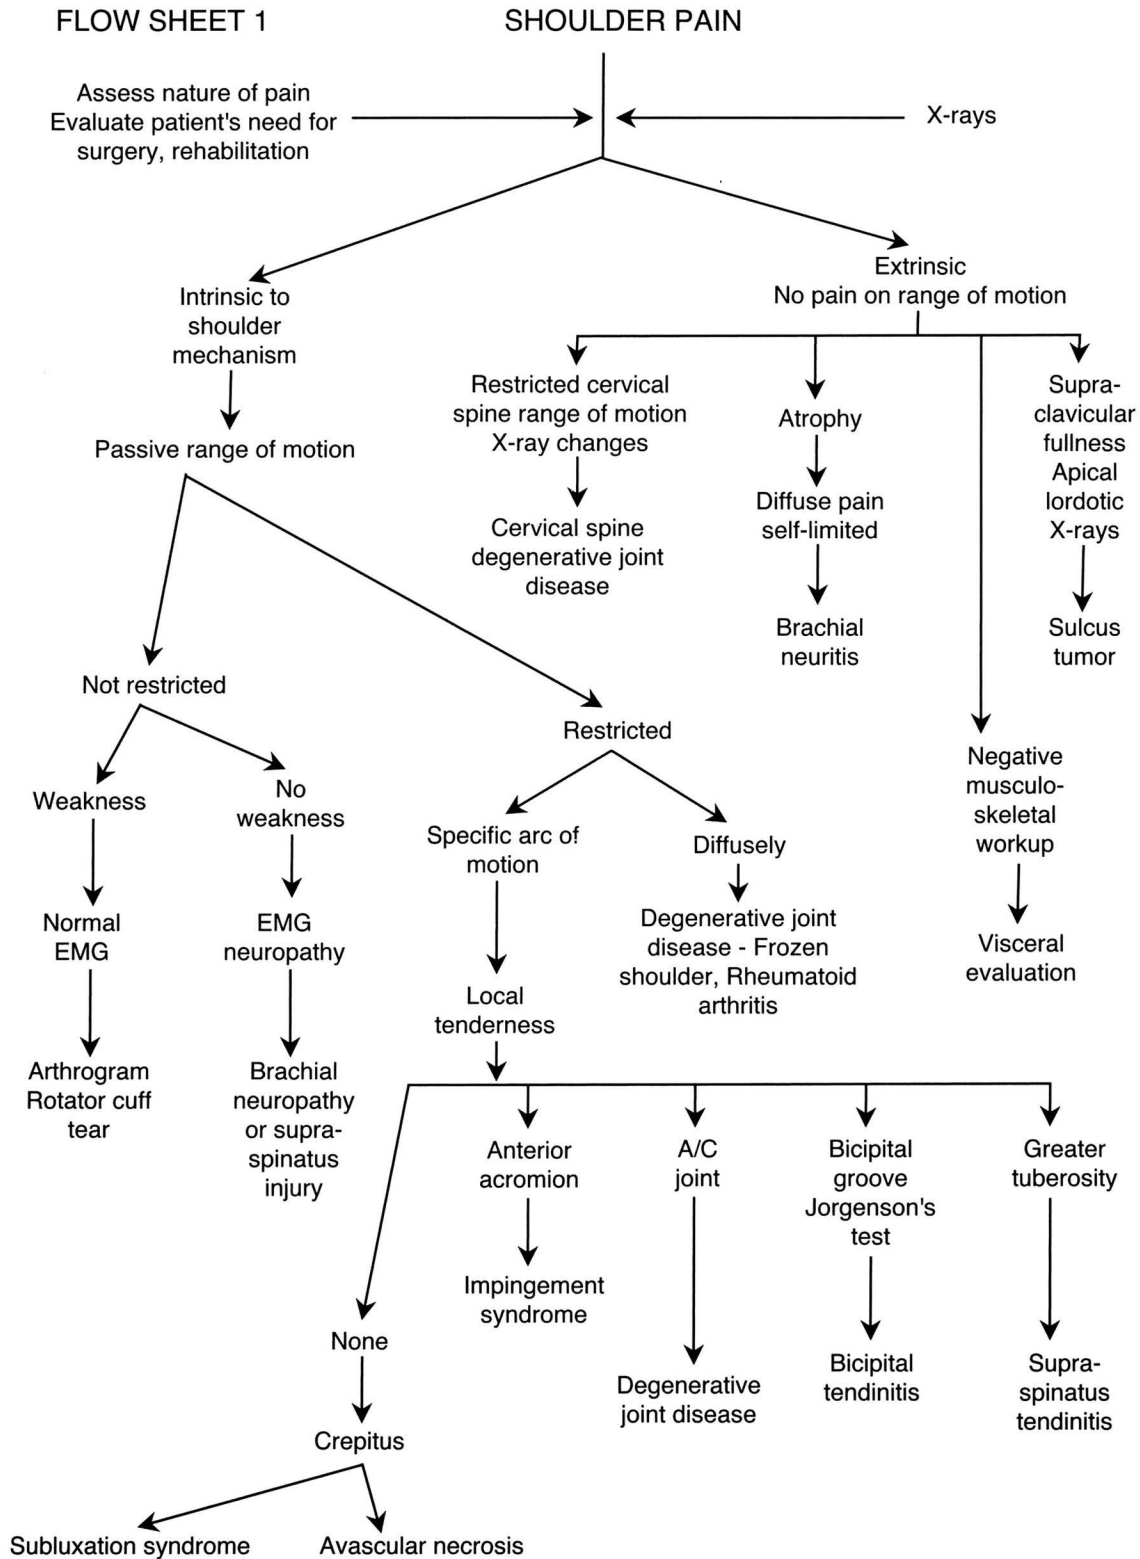 FLOW SHEET 1
SHOULDER PAIN
Assess nature of pain
Evaluate patient's need for
surgery, rehabilitation
X-rays
Intrinsic to
shoulder
mechanism
Extrinsic
No pain on range of motion
Passive range of motion
Restricted cervical
spine range of motion
X-ray changes
Cervical spine
degenerative joint
disease
Atrophy
Diffuse pain
self-limited
Brachial
neuritis
Supra-
clavicular
fullness
Apical
lordotic
X-rays
Sulcus
tumor
Negative
musculo-
skeletal
workup
Visceral
evaluation
Not restricted
Restricted
Weakness
Normal
EMG
Arthrogram
Rotator cuff
tear
No
weakness
EMG
neuropathy
Brachial
neuropathy
or supra-
spinatus
injury
Specific arc of
motion
Diffusely
Degenerative joint
disease - Frozen
shoulder, Rheumatoid
arthritis
Local
tenderness
Anterior
acromion
Impingement
syndrome
A/C
joint
Degenerative
joint disease
Bicipital
groove
Jorgenson's
test
Bicipital
tendinitis
Greater
tuberosity
Supra-
spinatus
tendinitis
None
Crepitus
Subluxation syndrome
Avascular necrosis